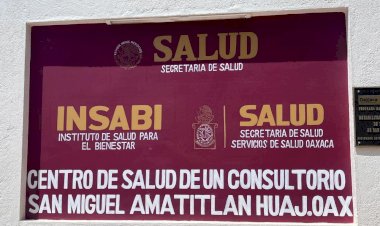 SALUD
SECRETARIA DE SALUD
INSABI
INSTITUTO DE SALUD PARA
EL BIENESTAR
SALUD
SECRETARIA DE SALUD
SERVICIOS DE SALUD OAXACA
CENTRO DE SALUD DE UN CONSULTORIO
SAN MIGUEL AMATITLAN HUAJ.OAX